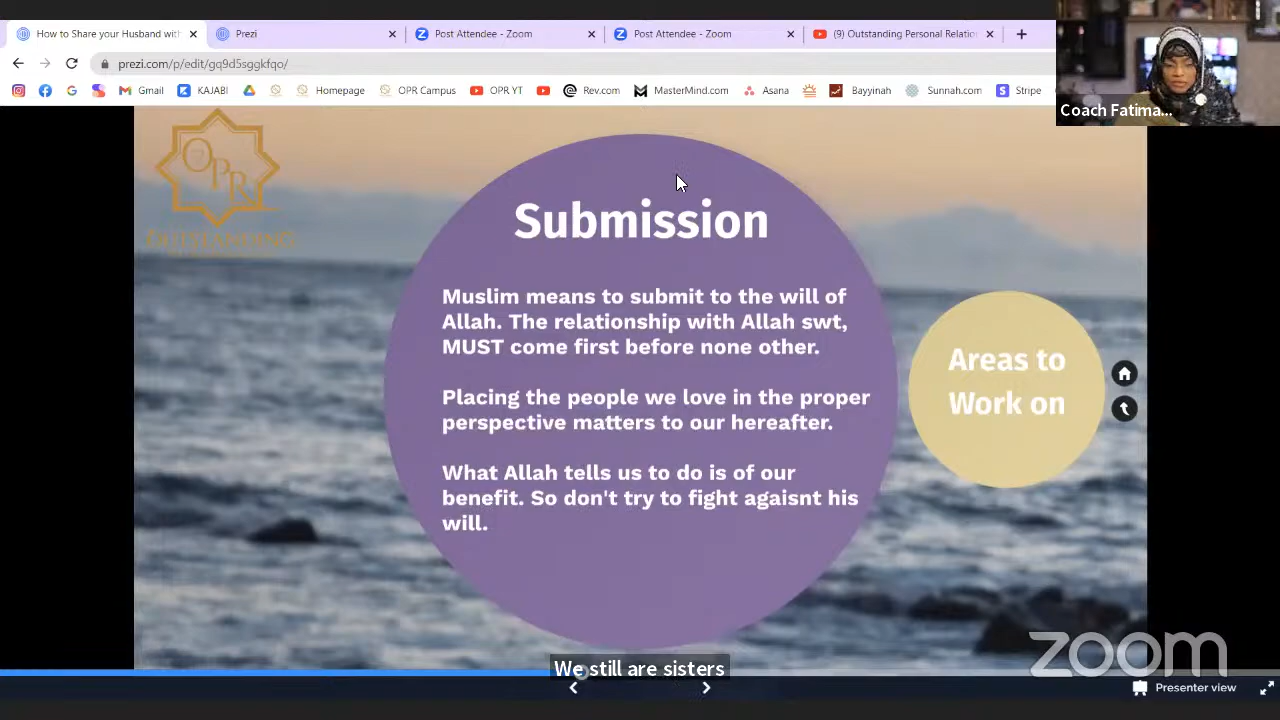 How to Share your Husband with
Prezi
Post Attendee - Zoom
Post Attendee - Zoom
(9) Outstanding Personal Relatio
prezi.com/p/edit/gq9d5sggkfqo/
Gmail
KAJABI
Homepage
OPR Campus
OPR YT
Rev.com
MasterMind.com
Asana
Bayyinah
Sunnah.com
Stripe
Coach Fatima...
OPR
OUTSTANDING
Submission
Muslim means to submit to the will of
Allah. The relationship with Allah swt,
MUST come first before none other.
Placing the people we love in the proper
perspective matters to our hereafter.
What Allah tells us to do is of our
benefit. So don't try to fight agaisnt his
will.
Areas to
Work on
zoom
We still are sisters
Presenter view